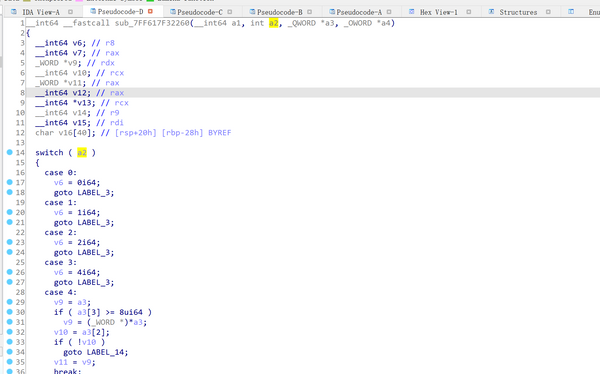 IDA View-A Pseudocode-D Pseudocode-C Pseudocode-B Pseudocode-A Hex View-1 Structures Enu
1 __int64 __fastcall sub_7FF617F32260(__int64 a1, int a2, _QWORD *a3, _OWORD *a4)
2 {
3 __int64 v6; // r8
4 __int64 v7; // rax
5 _WORD *v9; // rdx
6 __int64 v10; // rcx
7 _WORD *v11; // rax
8 __int64 v12; // rax
9 __int64 *v13; // rcx
10 __int64 v14; // r9
11 __int64 v15; // rdi
12 char v16[40]; // [rsp+20h] [rbp-28h] BYREF
13
14 switch ( a2 )
15 {
16 case 0:
17 v6 = 0i64;
18 goto LABEL_3;
19 case 1:
20 v6 = 1i64;
21 goto LABEL_3;
22 case 2:
23 v6 = 2i64;
24 goto LABEL_3;
25 case 3:
26 v6 = 4i64;
27 goto LABEL_3;
28 case 4:
29 v9 = a3;
30 if ( a3[3] >= 8ui64 )
31 v9 = (_WORD *)*a3;
32 v10 = a3[2];
33 if ( !v10 )
34 goto LABEL_14;
35 v11 = v9;
36 break;